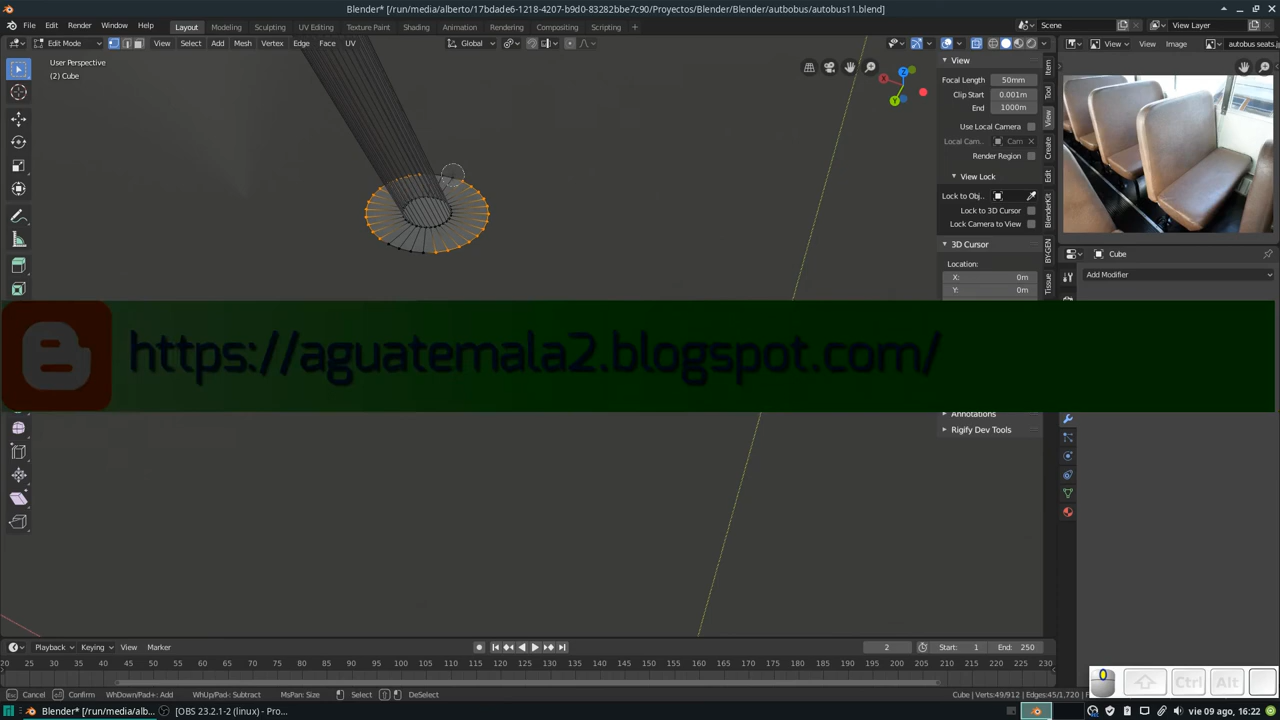 Blender* [/run/media/alberto/17bdade6-1218-4207-b9d0-83282bbe7c90/Proyectos/Blender/Blender/autbobus/autobus11.blend]
File Edit Render Window Help Layout Modeling Sculpting UV Editing Texture Paint Shading Animation Rendering Compositing Scripting + Scene View Layer
Edit Mode View Select Add Mesh Vertex Edge Face UV Global View Image autobus seats.j
User Perspective
(2) Cube
View
Focal Length 50mm
Clip Start 0.001m
End 1000m
Use Local Camera
Local Cam.. Cam
Render Region
View Lock
Lock to Obj..
Lock to 3D Cursor
Lock Camera to View
3D Cursor
Location:
X: 0m
Y: 0m
Item
Tool
View
Create
Edit
BlenderKit
BY-GEN
Tissue
Cube
Add Modifier
https://aguatemala2.blogspot.com/
Annotations
Rigify Dev Tools
Playback Keying View Marker 2 Start: 1 End: 250
20 25 30 35 40 45 50 55 60 65 70 75 80 85 90 95 100 105 110 115 120 125 130 135 140 145 150 155 160 165 170 175 180 185 190 195 200 205 210 215 220 225 230
Cancel Confirm WhDown/Pad+: Add WhUp/Pad-: Subtract MsPan: Size Select DeSelect Cube | Verts:49/912 | Edges:45/1,720 |
Ctrl Alt
Blender* [/run/media/alb... [OBS 23.2.1-2 (linux) - Pro... vie 09 ago, 16:22